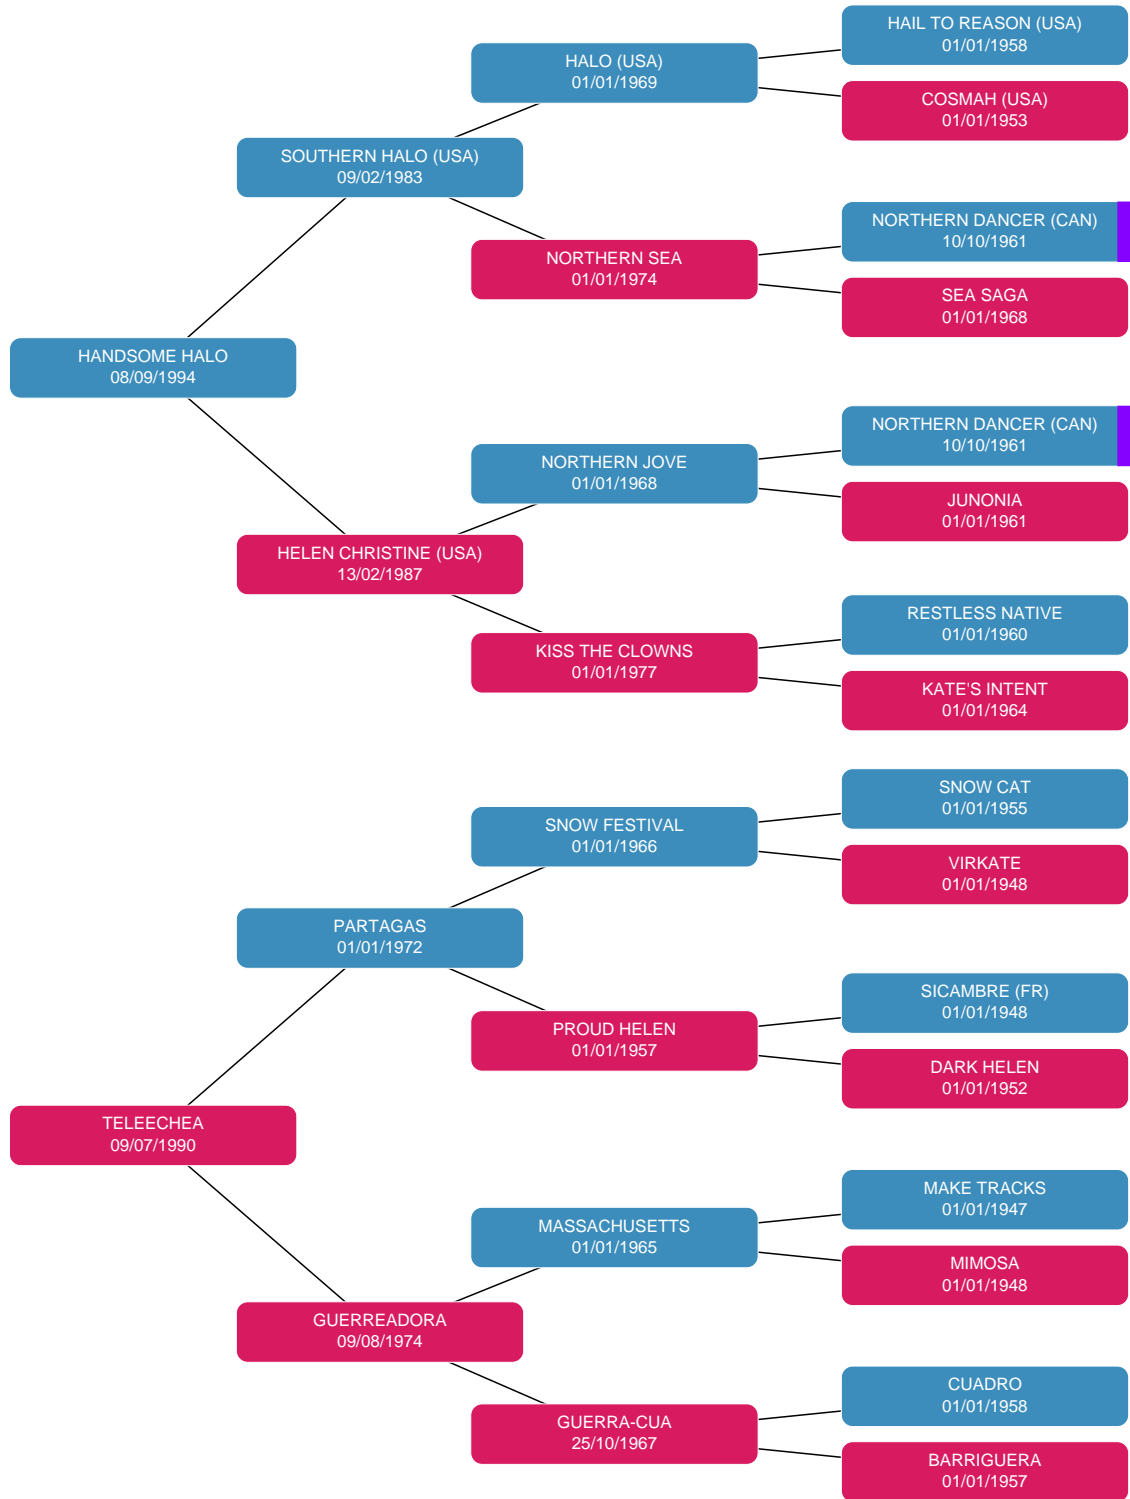 HAIL TO REASON (USA)
01/01/1958
HALO (USA)
01/01/1969
COSMAH (USA)
01/01/1953
SOUTHERN HALO (USA)
09/02/1983
NORTHERN DANCER (CAN)
10/10/1961
NORTHERN SEA
01/01/1974
SEA SAGA
01/01/1968
HANDSOME HALO
08/09/1994
NORTHERN DANCER (CAN)
10/10/1961
NORTHERN JOVE
01/01/1968
JUNONIA
01/01/1961
HELEN CHRISTINE (USA)
13/02/1987
RESTLESS NATIVE
01/01/1960
KISS THE CLOWNS
01/01/1977
KATE'S INTENT
01/01/1964
SNOW CAT
01/01/1955
SNOW FESTIVAL
01/01/1966
VIRKATE
01/01/1948
PARTAGAS
01/01/1972
SICAMBRE (FR)
01/01/1948
PROUD HELEN
01/01/1957
DARK HELEN
01/01/1952
TELEECHEA
09/07/1990
MAKE TRACKS
01/01/1947
MASSACHUSETTS
01/01/1965
MIMOSA
01/01/1948
GUERREADORA
09/08/1974
CUADRO
01/01/1958
GUERRA-CUA
25/10/1967
BARRIGUERA
01/01/1957